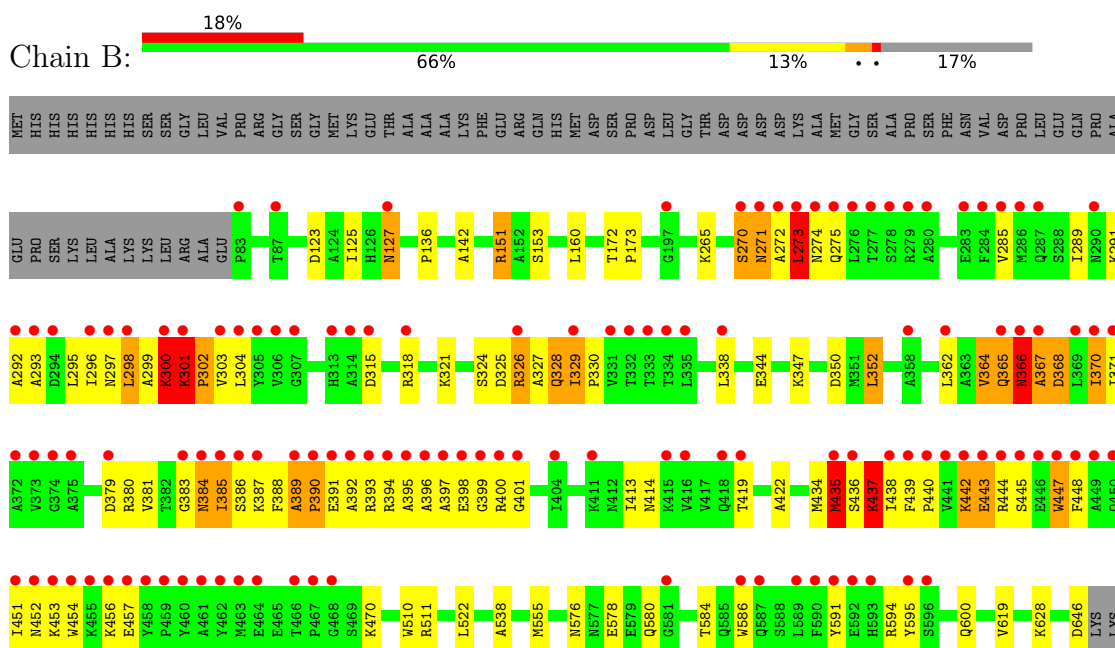 18%
Chain B:
66% 13% • • 17%
MET HIS HIS HIS HIS HIS HIS SER SER GLY LEU VAL PRO ARG GLY SER GLY MET LYS GLU THR ALA ALA ALA LYS PHE GLU ARG GLN HIS MET ASP SER PRO ASP LEU GLY THR ASP ASP ASP ASP LYS ALA MET GLY SER ALA PRO SER PHE ASN VAL ASP PRO LEU GLU GLN PRO ALA
GLU PRO SER LYS LEU ALA LYS LYS LEU ARG ALA GLU P83 T87 D123 A124 I125 H126 N127 P136 A142 R151 A152 S153 L160 T172 P173 G197 K265 S270 N271 A272 L273 N274 Q275 L276 T277 S278 R279 A280 E283 F284 V285 M286 Q287 S288 I289 N290 K291
A292 A293 D294 L295 I296 N297 L298 A299 K300 K301 P302 V303 L304 Y305 V306 G307 H313 A314 D315 R318 K321 S324 D325 R326 A327 Q328 I329 P330 V331 T332 T333 T334 L335 L338 E344 K347 D350 M351 L352 A358 L362 A363 V364 Q365 N366 A367 D368 L369 I370 I371
A372 V373 G374 A375 D379 R380 V381 T382 G383 N384 I385 S386 K387 F388 A389 P390 E391 A392 R393 R394 A395 A396 A397 E398 G399 R400 G401 I404 K411 N412 I413 N414 K415 V416 V417 Q418 T419 A422 M434 M435 S436 K437 I438 F439 P440 V441 K442 E443 R444 S445 E446 W447 F448 A449 Q450
I451 N452 K453 W454 K455 K456 E457 Y458 P459 Y460 A461 Y462 M463 E464 E465 T466 P467 G468 S469 K470 W510 R511 L522 A538 M555 N576 N577 E578 E579 Q580 G581 T584 Q585 W586 Q587 S588 L589 F590 Y591 E592 H593 R594 Y595 S596 Q600 V619 K628 D646 LYS LYS